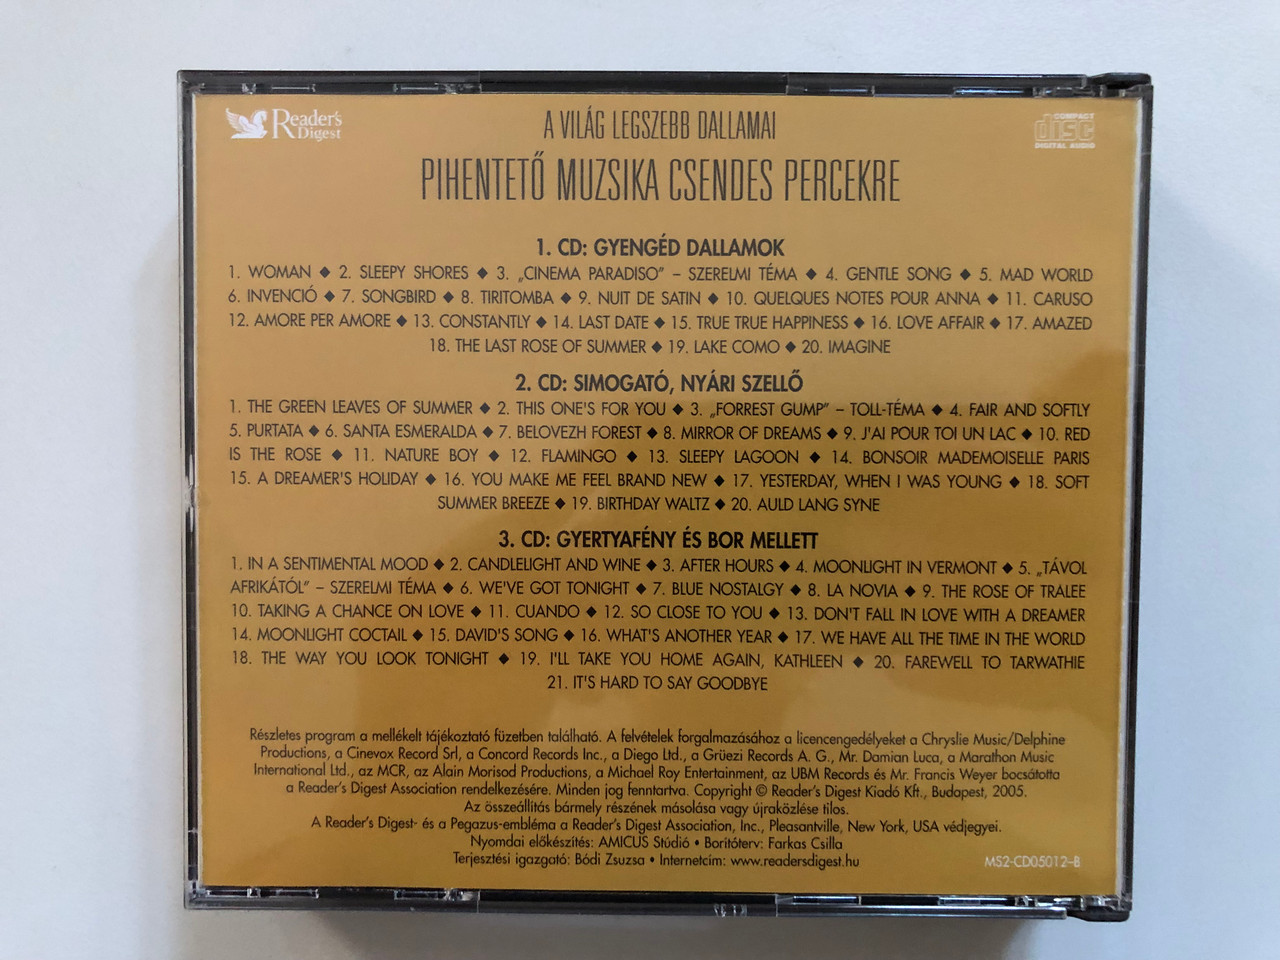 Reader's
Digest
COMPACT
disc
DIGITAL AUDIO
A VILÁG LEGSZEBB DALLAMAI
PIHENTETŐ MUZSIKA CSENDES PERCEKRE
1. CD: GYENGÉD DALLAMOK
1. WOMAN ◆ 2. SLEEPY SHORES ◆ 3. „CINEMA PARADISO” – SZERELMI TÉMA ◆ 4. GENTLE SONG ◆ 5. MAD WORLD
6. INVENCIÓ ◆ 7. SONGBIRD ◆ 8. TIRITOMBA ◆ 9. NUIT DE SATIN ◆ 10. QUELQUES NOTES POUR ANNA ◆ 11. CARUSO
12. AMORE PER AMORE ◆ 13. CONSTANTLY ◆ 14. LAST DATE ◆ 15. TRUE TRUE HAPPINESS ◆ 16. LOVE AFFAIR ◆ 17. AMAZED
18. THE LAST ROSE OF SUMMER ◆ 19. LAKE COMO ◆ 20. IMAGINE
2. CD: SIMOGATÓ, NYÁRI SZELLŐ
1. THE GREEN LEAVES OF SUMMER ◆ 2. THIS ONE'S FOR YOU ◆ 3. „FORREST GUMP” – TOLL-TÉMA ◆ 4. FAIR AND SOFTLY
5. PURTATA ◆ 6. SANTA ESMERALDA ◆ 7. BELOVEZH FOREST ◆ 8. MIRROR OF DREAMS ◆ 9. J'AI POUR TOI UN LAC ◆ 10. RED
IS THE ROSE ◆ 11. NATURE BOY ◆ 12. FLAMINGO ◆ 13. SLEEPY LAGOON ◆ 14. BONSOIR MADEMOISELLE PARIS
15. A DREAMER'S HOLIDAY ◆ 16. YOU MAKE ME FEEL BRAND NEW ◆ 17. YESTERDAY, WHEN I WAS YOUNG ◆ 18. SOFT
SUMMER BREEZE ◆ 19. BIRTHDAY WALTZ ◆ 20. AULD LANG SYNE
3. CD: GYERTYAFÉNY ÉS BOR MELLETT
1. IN A SENTIMENTAL MOOD ◆ 2. CANDLELIGHT AND WINE ◆ 3. AFTER HOURS ◆ 4. MOONLIGHT IN VERMONT ◆ 5. „TÁVOL
AFRIKÁTÓL” – SZERELMI TÉMA ◆ 6. WE'VE GOT TONIGHT ◆ 7. BLUE NOSTALGY ◆ 8. LA NOVIA ◆ 9. THE ROSE OF TRALEE
10. TAKING A CHANCE ON LOVE ◆ 11. CUANDO ◆ 12. SO CLOSE TO YOU ◆ 13. DON'T FALL IN LOVE WITH A DREAMER
14. MOONLIGHT COCTAIL ◆ 15. DAVID'S SONG ◆ 16. WHAT'S ANOTHER YEAR ◆ 17. WE HAVE ALL THE TIME IN THE WORLD
18. THE WAY YOU LOOK TONIGHT ◆ 19. I'LL TAKE YOU HOME AGAIN, KATHLEEN ◆ 20. FAREWELL TO TARWATHIE
21. IT'S HARD TO SAY GOODBYE
Részletes program a mellékelt tájékoztató füzetben található. A felvételek forgalmazásához a licencengedélyeket a Chryslie Music/Delphine
Productions, a Cinevox Record Srl, a Concord Records Inc., a Diego Ltd., a Grüezi Records A. G., Mr. Damian Luca, a Marathon Music
International Ltd., az MCR, az Alain Morisod Productions, a Michael Roy Entertainment, az UBM Records és Mr. Francis Weyer bocsátotta
a Reader's Digest Association rendelkezésére. Minden jog fenntartva. Copyright © Reader's Digest Kiadó Kft., Budapest, 2005.
Az összeállítás bármely részének másolása vagy újraközlése tilos.
A Reader's Digest- és a Pegazus-embléma a Reader's Digest Association, Inc., Pleasantville, New York, USA védjegyei.
Nyomdai előkészítés: AMICUS Stúdió • Borítóterv: Farkas Csilla
Terjesztési igazgató: Bódi Zsuzsa • Internetcím: www.readersdigest.hu
MS2-CD05012-B